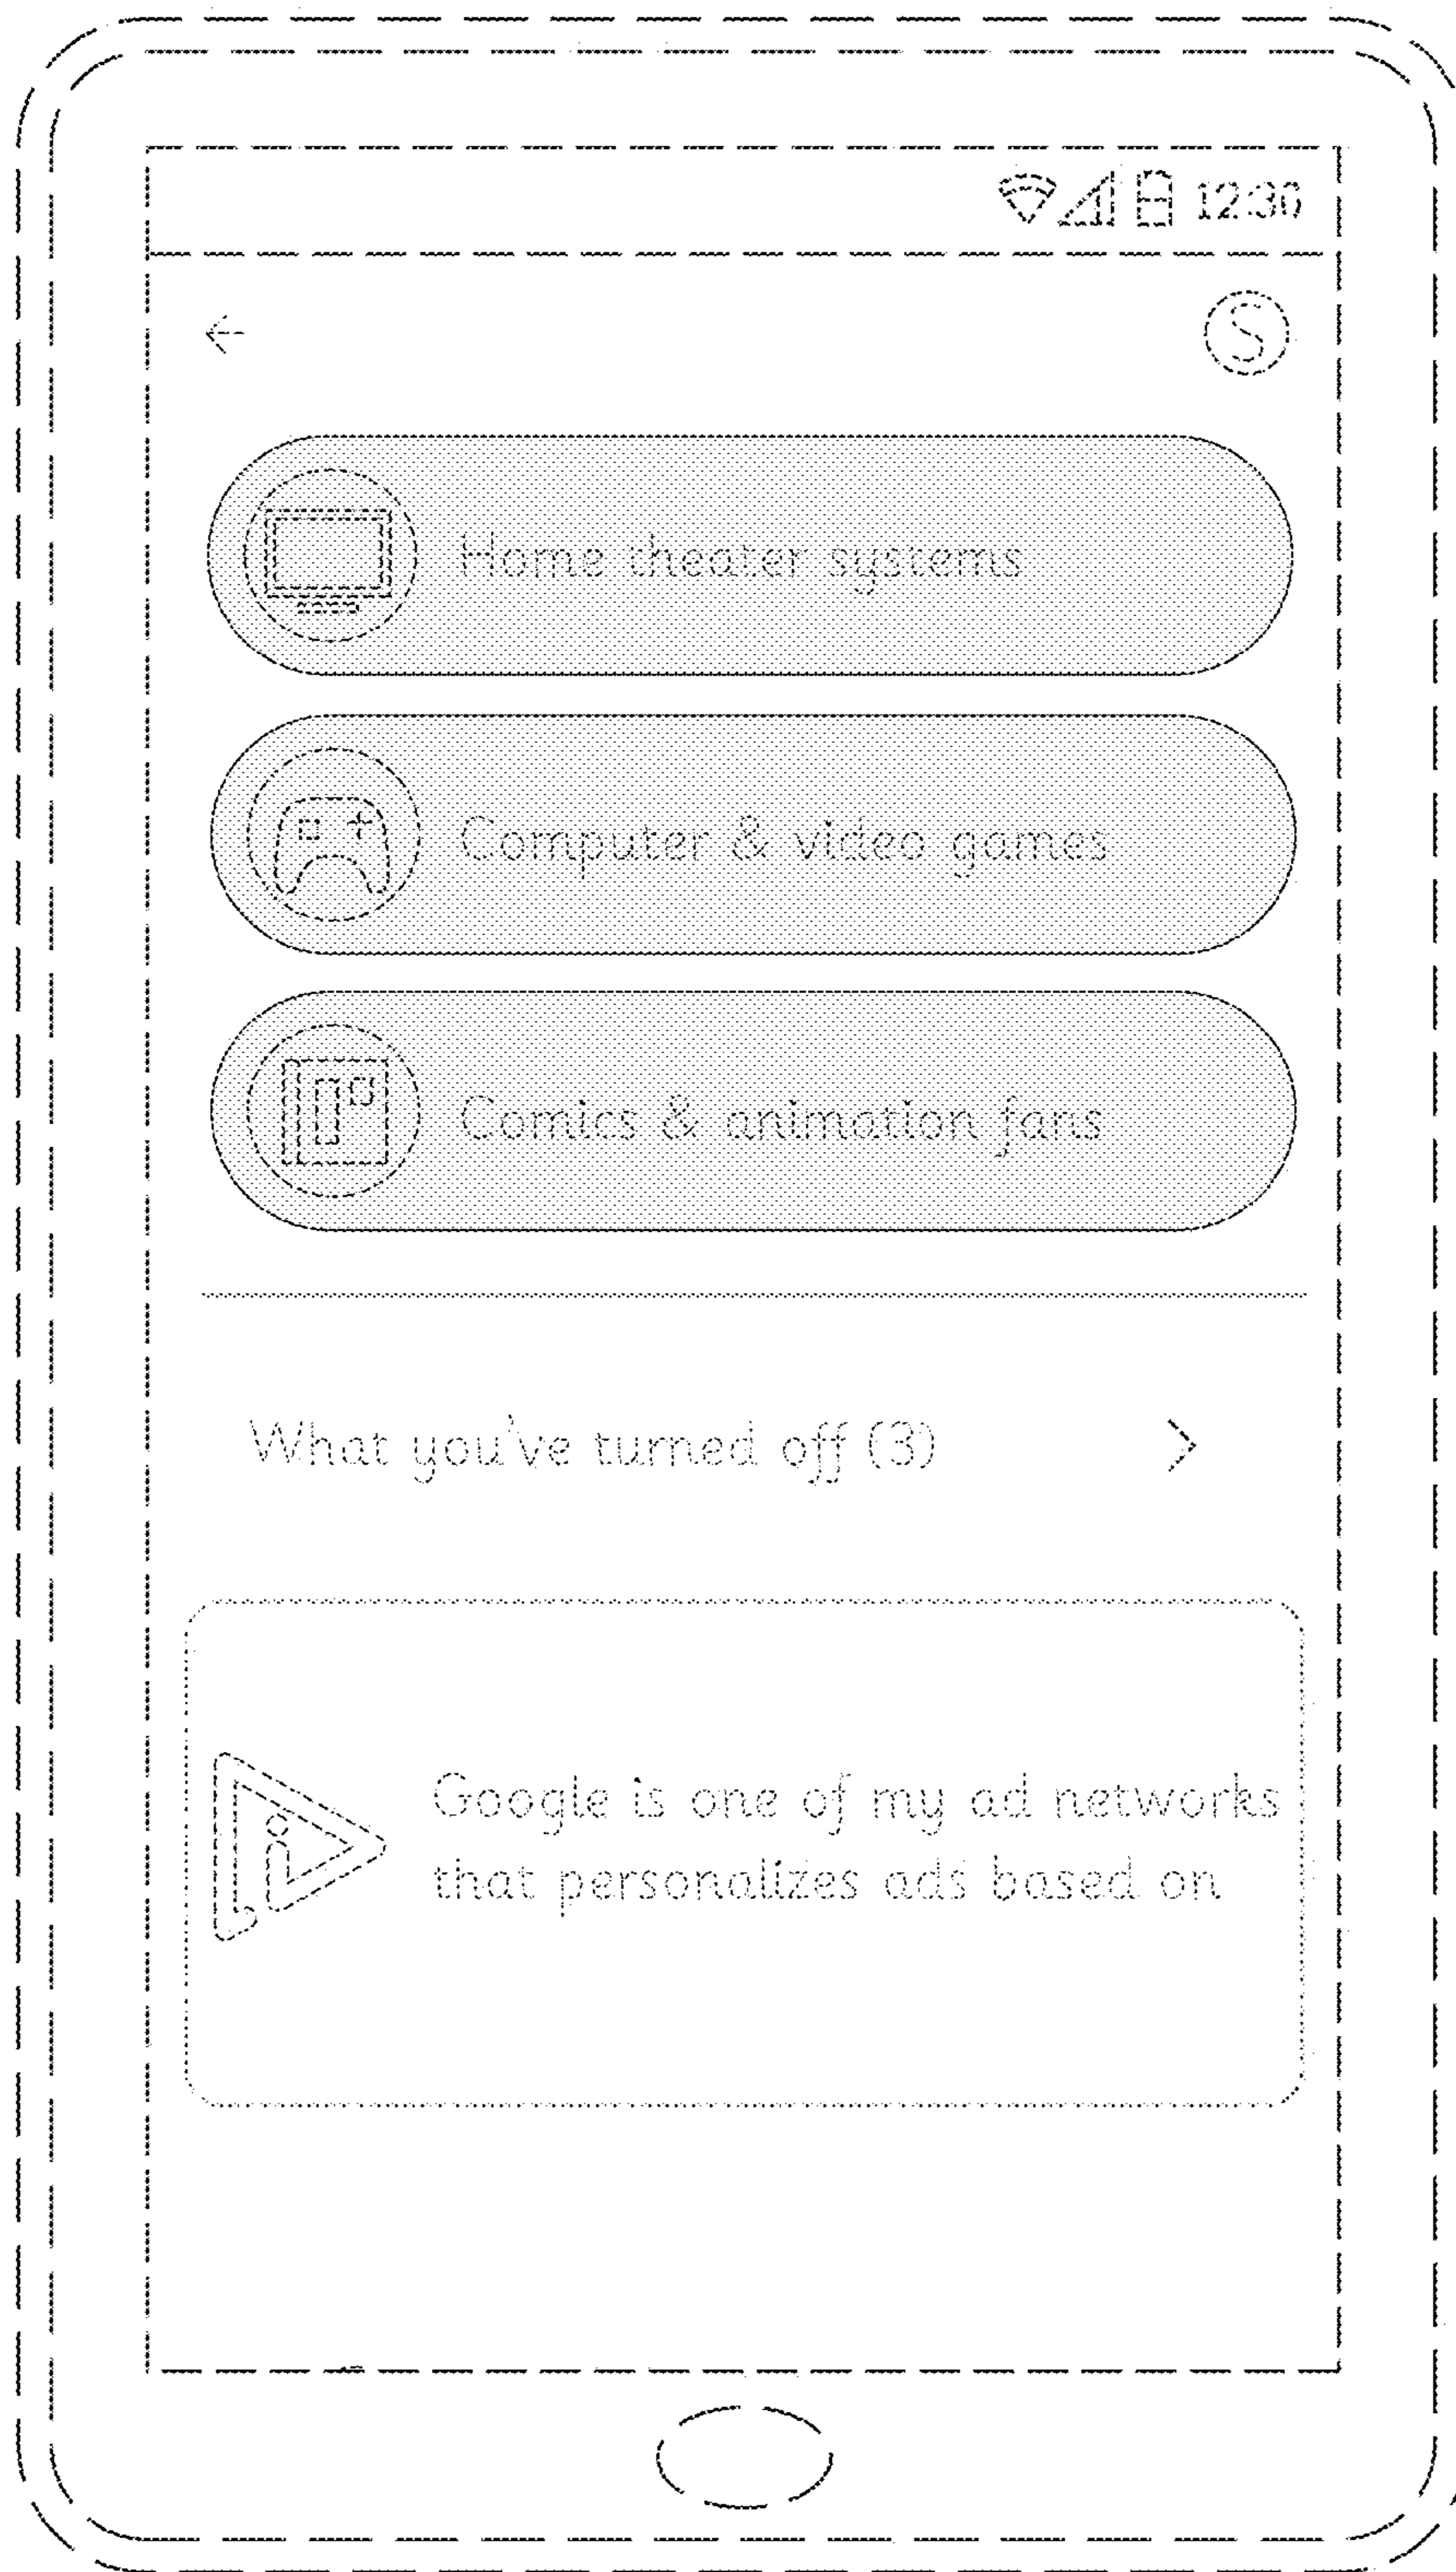 12:30
S
Home theater systems
Computer & video games
Comics & animation fans
What you've turned off (3)
Google is one of my ad networks
that personalizes ads based on